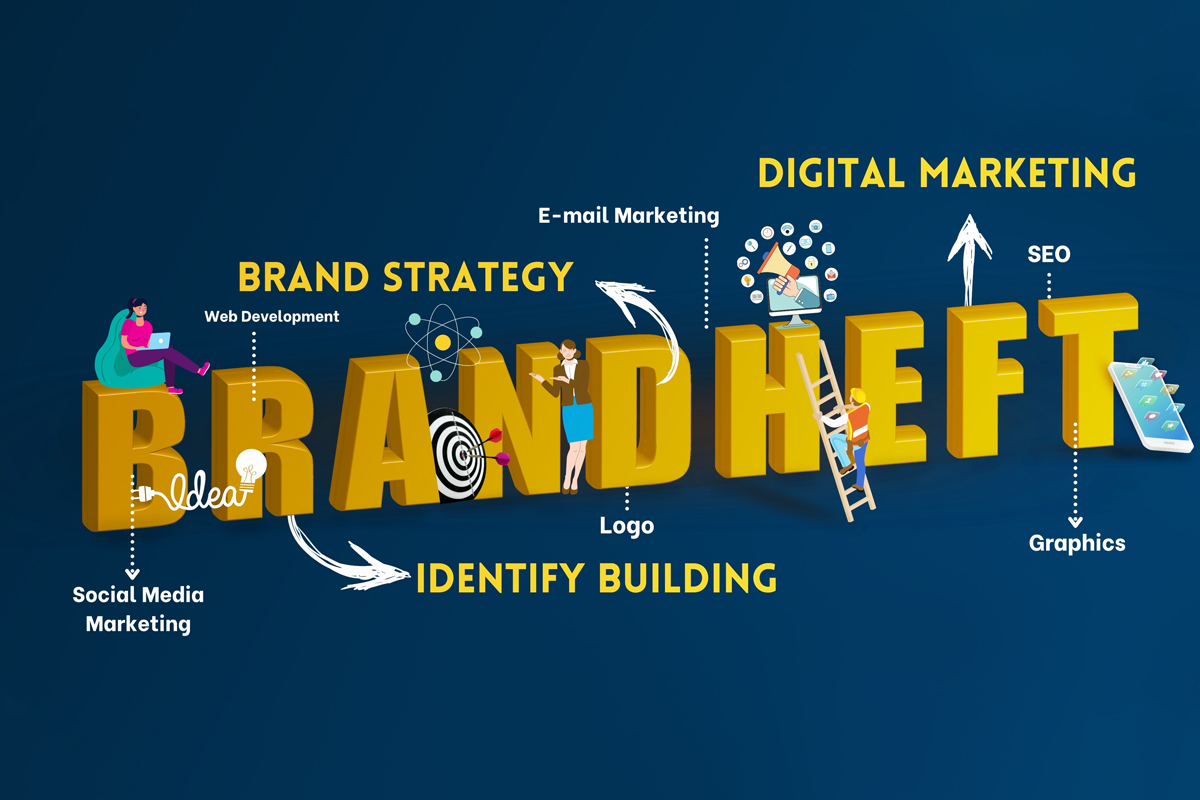 DIGITAL MARKETING
E-mail Marketing
SEO
BRAND STRATEGY
Web Development
BRANDHEFT
Idea
Logo
Graphics
IDENTIFY BUILDING
Social Media
Marketing